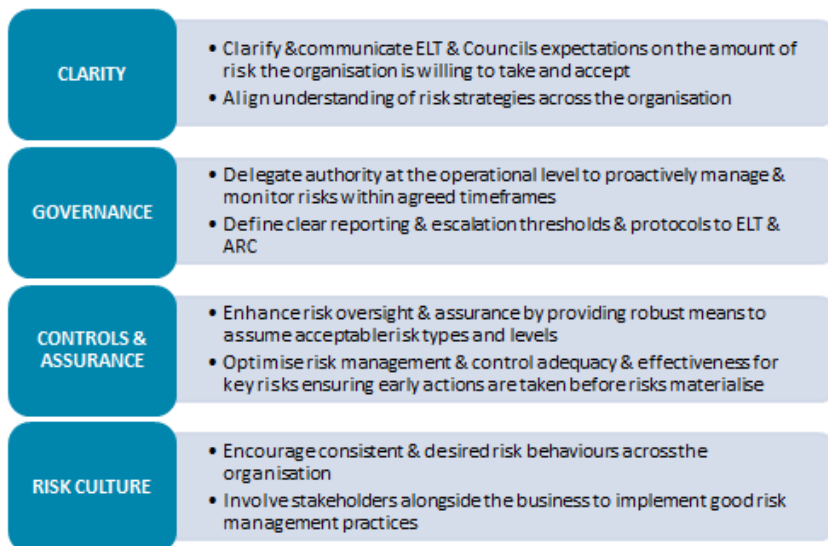 CLARITY
• Clarify &communicate ELT & Councils expectations on the amount of
risk the organisation is willing to take and accept
• Align understanding of risk strategies across the organisation
GOVERNANCE
• Delegate authority at the operational level to proactively manage &
monitor risks within agreed timeframes
• Define clear reporting & escalation thresholds & protocols to ELT &
ARC
CONTROLS &
ASSURANCE
• Enhance risk oversight & assurance by providing robust means to
assume acceptable risk types and levels
• Optimise risk management & control adequacy & effectiveness for
key risks ensuring early actions are taken before risks materialise
RISK CULTURE
• Encourage consistent & desired risk behaviours across the
organisation
• Involve stakeholders alongside the business to implement good risk
management practices